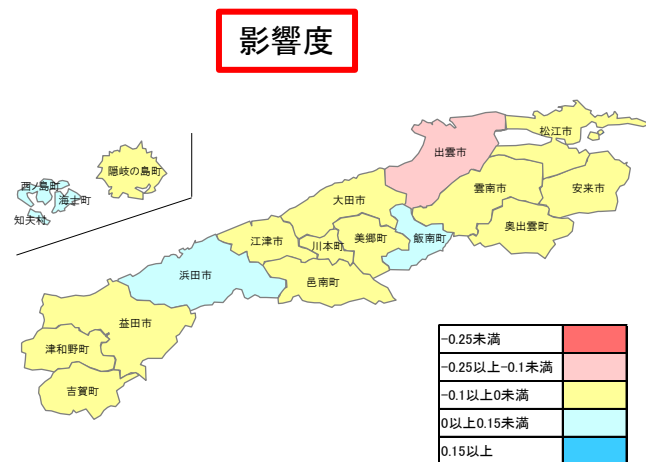 影響度
松江市
出雲市
隠岐の島町
西ノ島町
海士町
知夫村
安来市
雲南市
大田市
奥出雲町
飯南町
美郷町
川本町
江津市
邑南町
浜田市
益田市
津和野町
吉賀町
-0.25未満
-0.25以上-0.1未満
-0.1以上0未満
0以上0.15未満
0.15以上